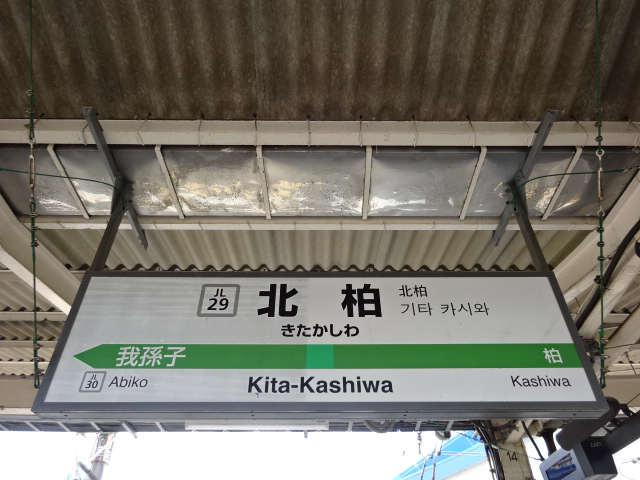 JL
29
北柏
北柏
기타 카시와
きたかしわ
我孫子
柏
JL
30
Abiko
Kita-Kashiwa
Kashiwa
14